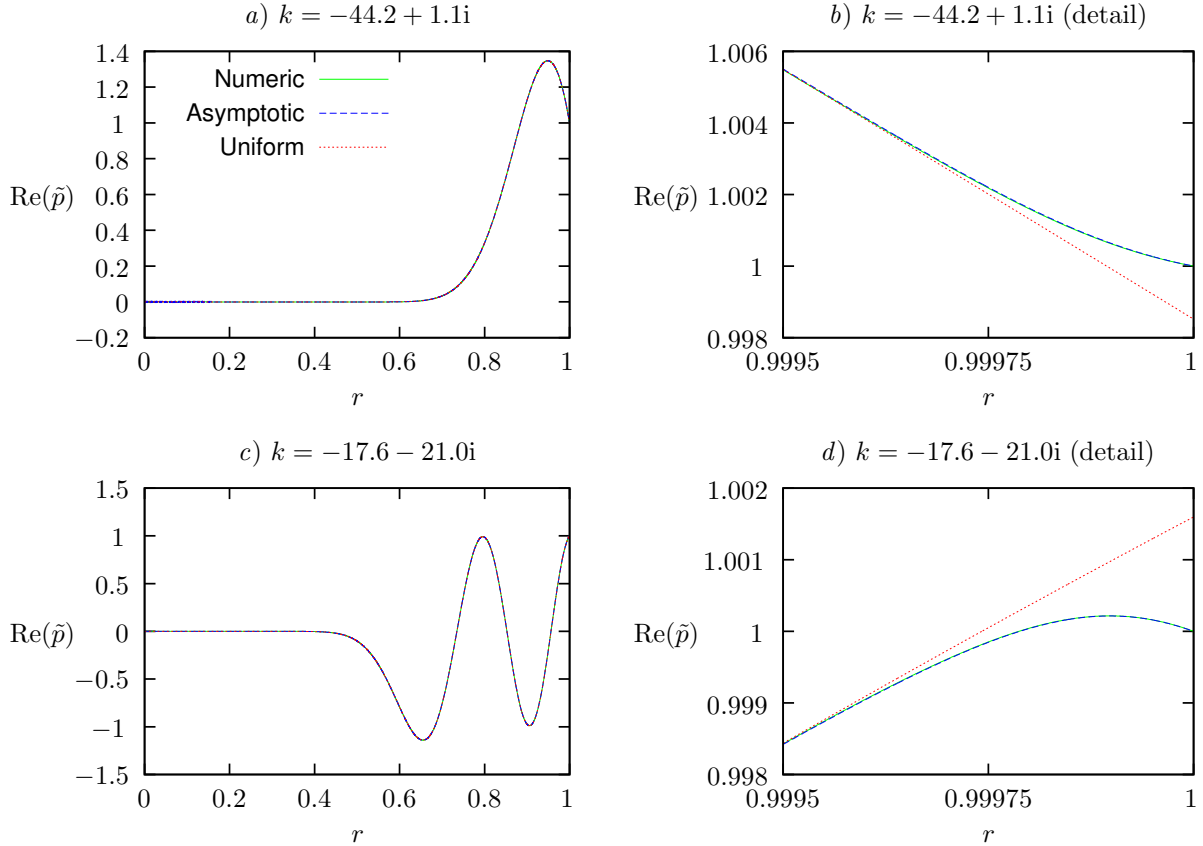 a) k = −44.2 + 1.1i
1.4
1.2
1
0.8
0.6
0.4
0.2
0
−0.2
Re(p̃)
Numeric
Asymptotic
Uniform
0 0.2 0.4 0.6 0.8 1
r
b) k = −44.2 + 1.1i (detail)
1.006
1.004
1.002
1
0.998
Re(p̃)
0.9995 0.99975 1
r
c) k = −17.6 − 21.0i
1.5
1
0.5
0
−0.5
−1
−1.5
Re(p̃)
0 0.2 0.4 0.6 0.8 1
r
d) k = −17.6 − 21.0i (detail)
1.002
1.001
1
0.999
0.998
Re(p̃)
0.9995 0.99975 1
r